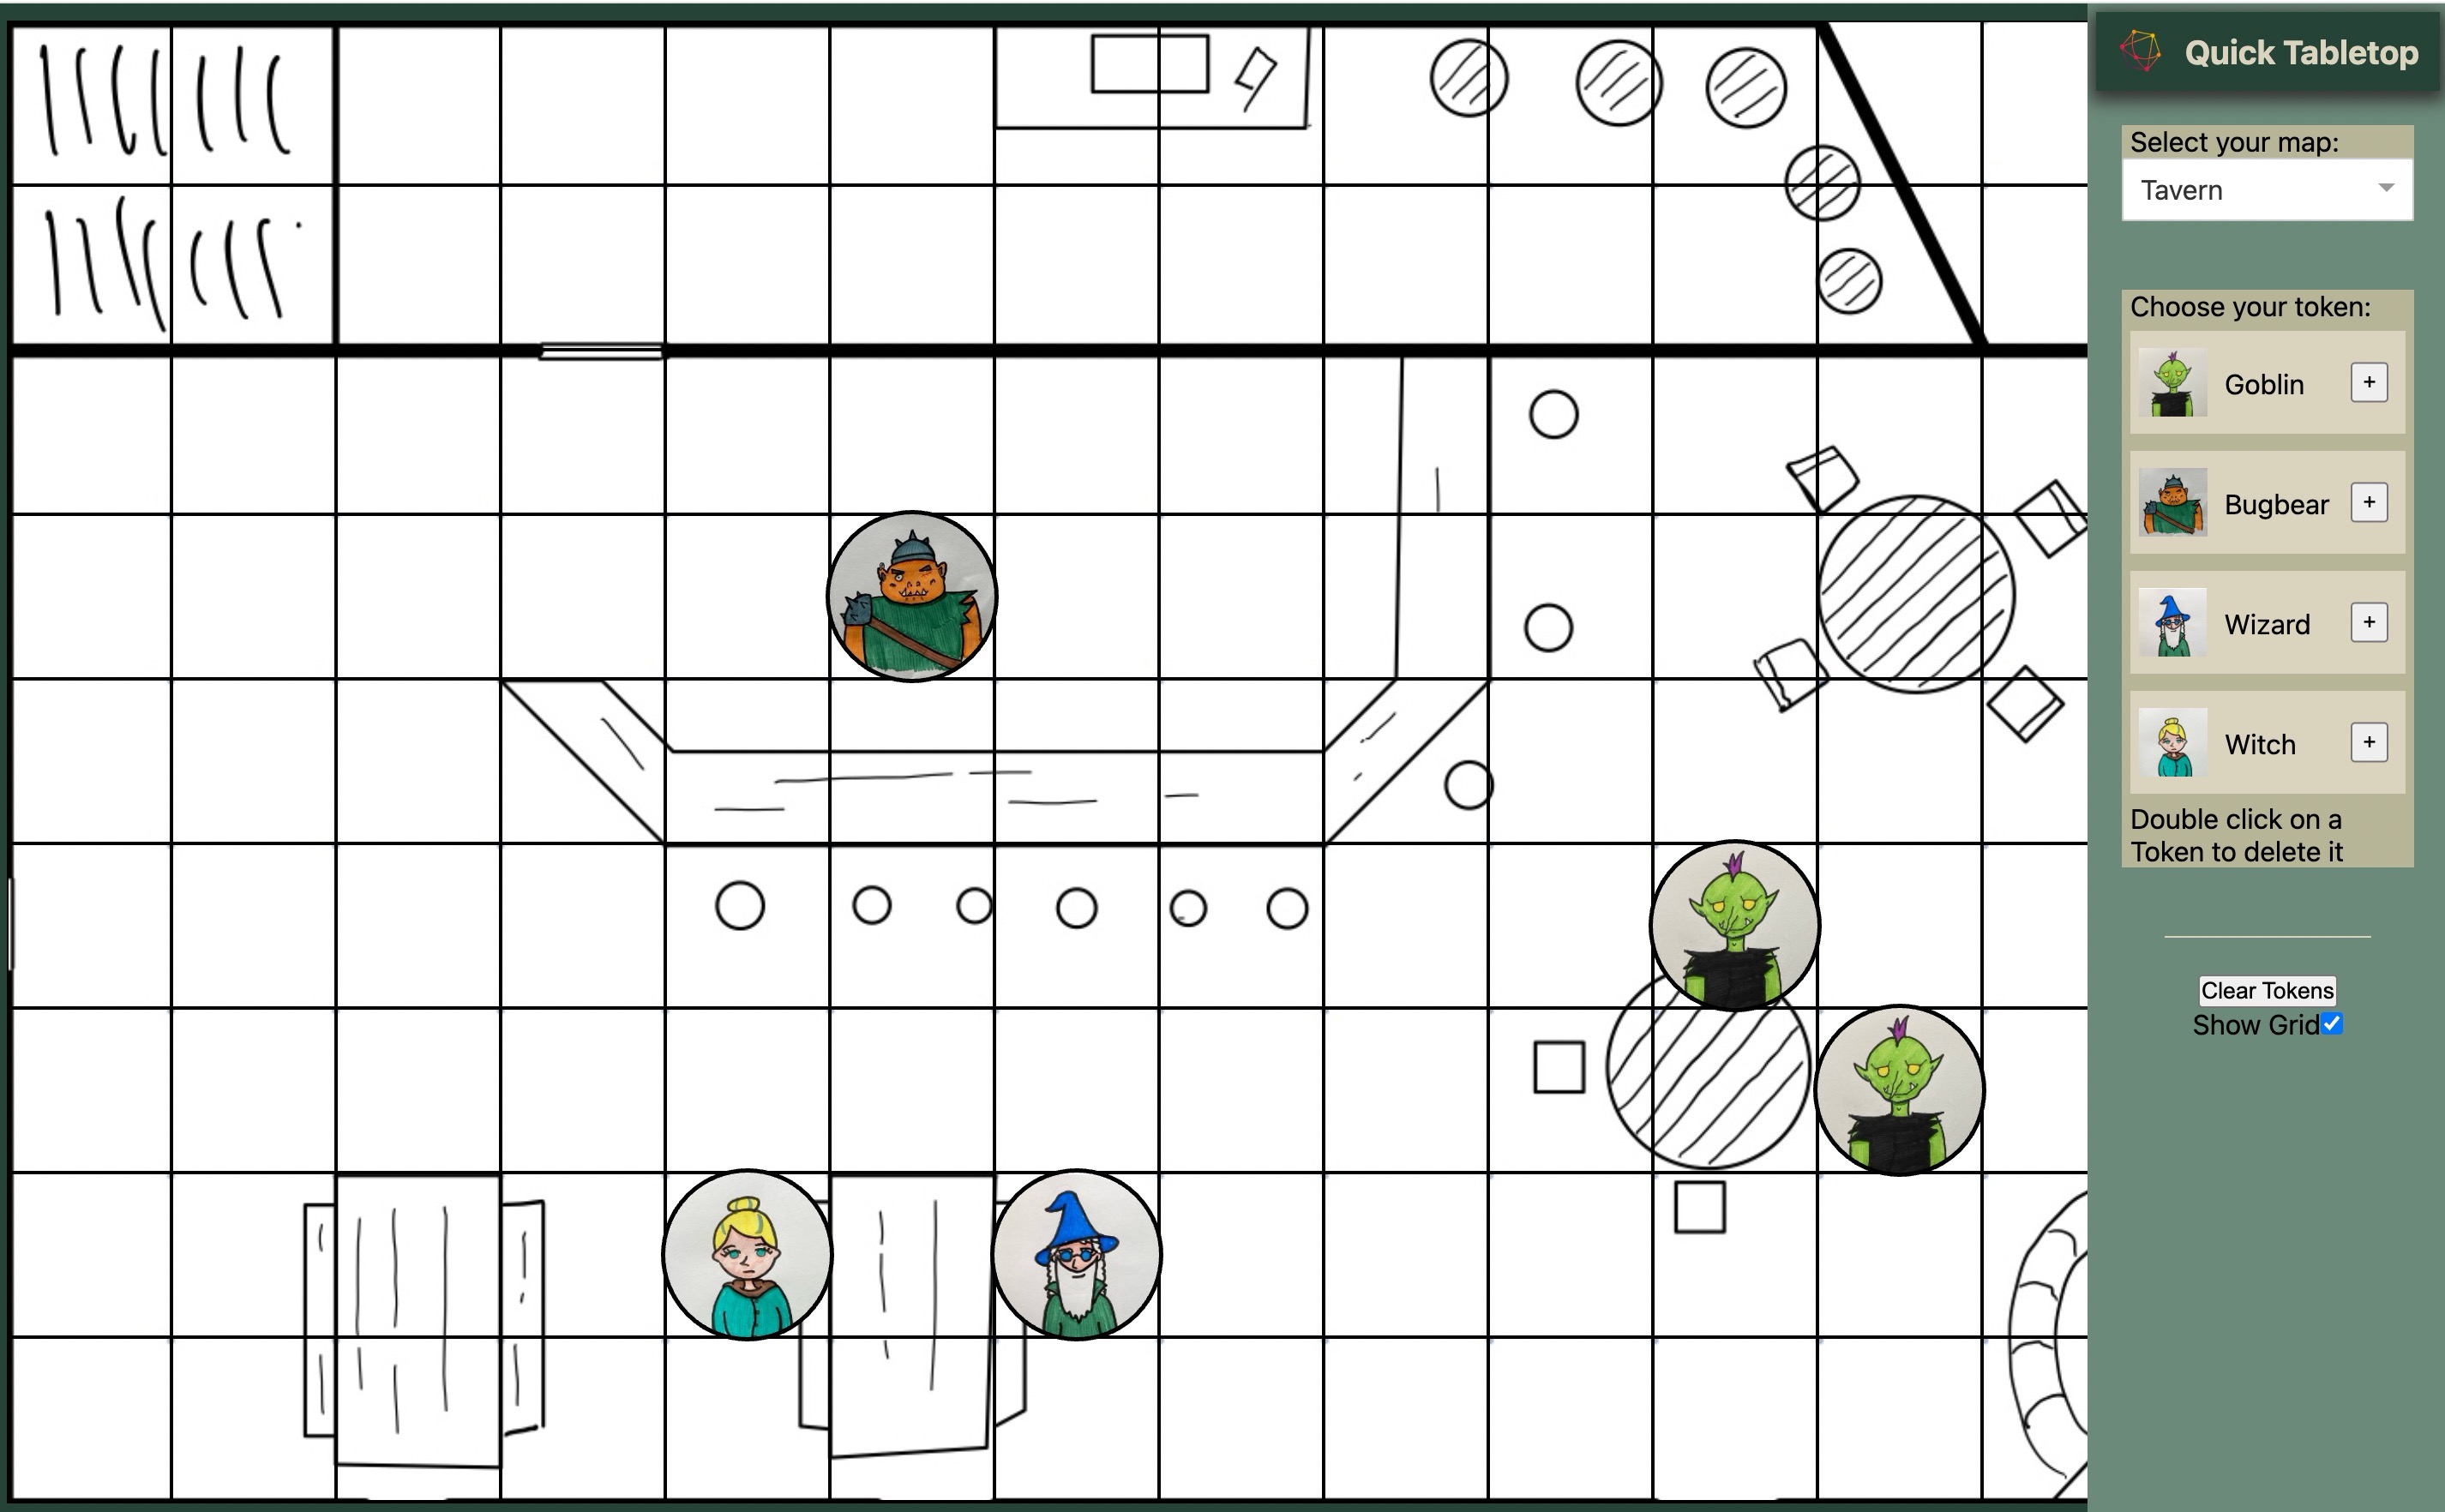 Quick Tabletop
Select your map:
Tavern
Choose your token:
Goblin +
Bugbear +
Wizard +
Witch +
Double click on a
Token to delete it
Clear Tokens
Show Grid